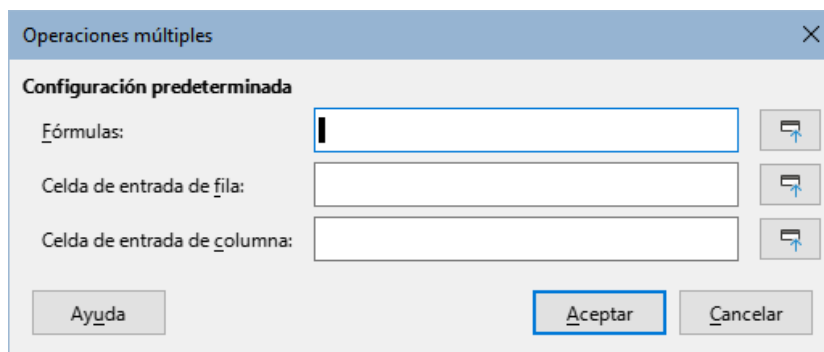 Operaciones múltiples
Configuración predeterminada
Fórmulas:
Celda de entrada de fila:
Celda de entrada de columna:
Ayuda Aceptar Cancelar